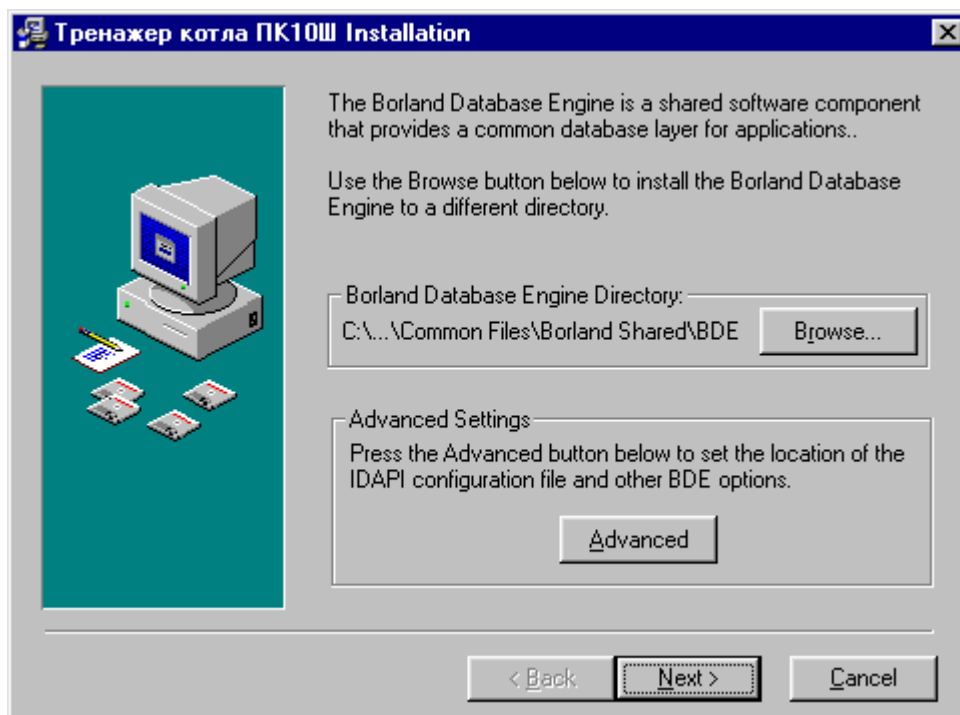 Тренажер котла ПК10Ш Installation
The Borland Database Engine is a shared software component
that provides a common database layer for applications..
Use the Browse button below to install the Borland Database
Engine to a different directory.
Borland Database Engine Directory:
C:\...\Common Files\Borland Shared\BDE
Browse...
Advanced Settings
Press the Advanced button below to set the location of the
IDAPI configuration file and other BDE options.
Advanced
< Back
Next >
Cancel